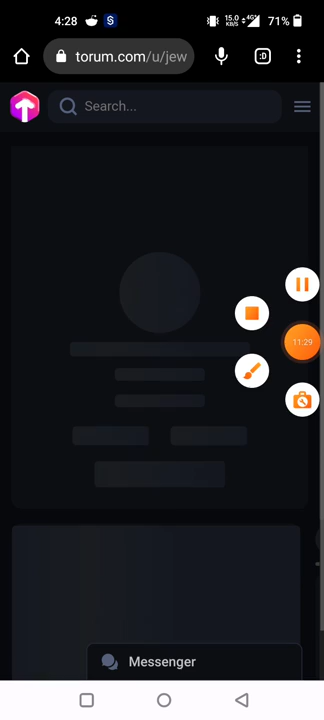 4:28
15.0
KB/S
4G
71%
torum.com/u/jew
:D
Search...
11:29
Messenger